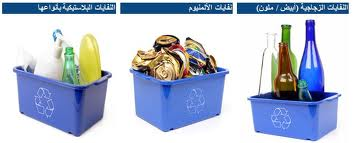 النفايات الزجاجية (أبيض / ملون)
نفايات الألمنيوم
النفايات البلاستيكية بأنواعها